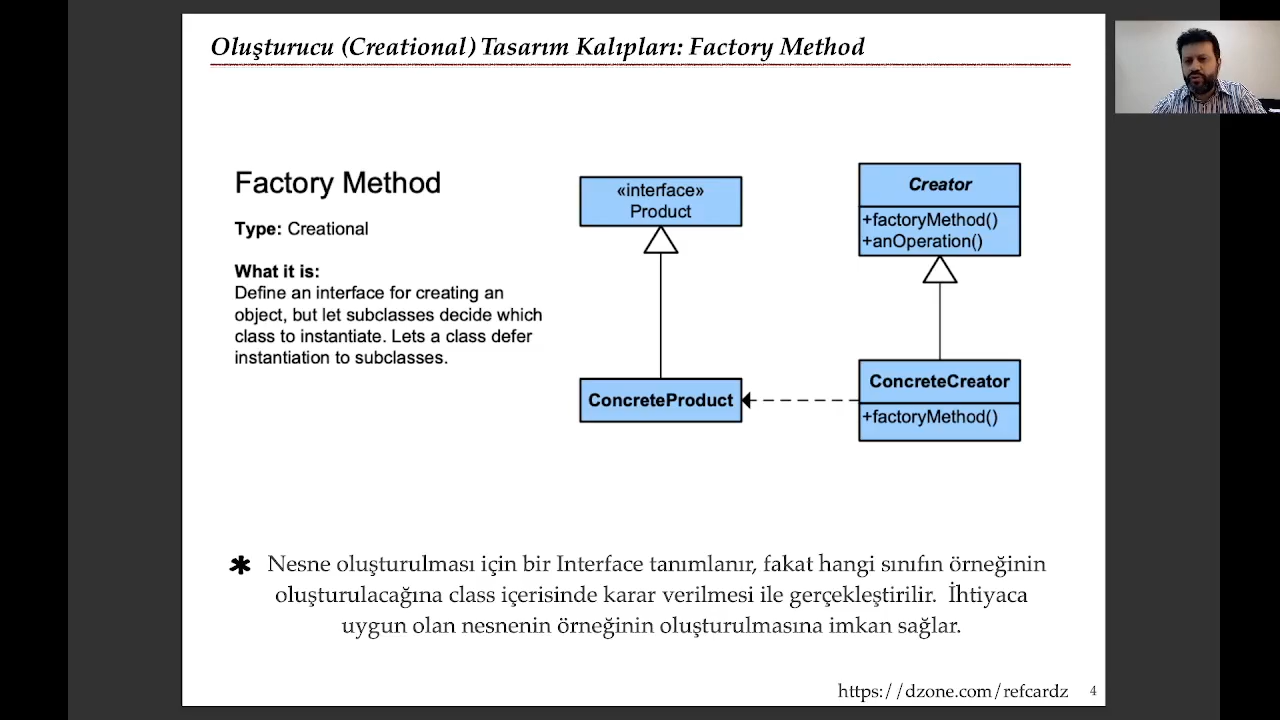 Oluşturucu (Creational) Tasarım Kalıpları: Factory Method
Factory Method
Type: Creational
What it is:
Define an interface for creating an
object, but let subclasses decide which
class to instantiate. Lets a class defer
instantiation to subclasses.
«interface»
Product
ConcreteProduct
Creator
+factoryMethod()
+anOperation()
ConcreteCreator
+factoryMethod()
* Nesne oluşturulması için bir Interface tanımlanır, fakat hangi sınıfın örneğinin
oluşturulacağına class içerisinde karar verilmesi ile gerçekleştirilir. İhtiyaca
uygun olan nesnenin örneğinin oluşturulmasına imkan sağlar.
https://dzone.com/refcardz 4